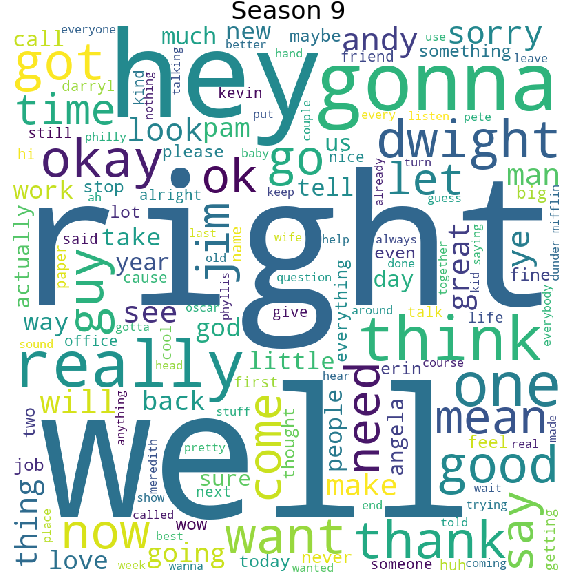 Season 9
everyone
call
much
new
maybe
andy
sorry
use
better
hand
leave
hey
got
gonna
talking
kind
nothing
something
friend
darryl
kevin
put
every
listen
pete
couple
time
look
pam
us
dwight
still
okay
ok
go
nice
hi
philly
please
baby
tell
let
man
work
stop
ah
alright
keep
turn
guess
big
already
right
actually
said
lot
jim
last
name
wife
help
always
even
great
ye
together
kid
saying
dunder mifflin
paper
take
year
old
question
done
day
fine
guy
cause
oscar
phyllis
everything
see
gotta
give
around
talk
life
everybody
way
god
think
sound
office
cool
really
head
little
first
hear
erin
course
one
will
back
come
thought
stuff
people
need
angela
mean
feel
real
made
two
anything
well
meredith
pretty
good
wait
job
sure
make
thing
show
next
end
say
trying
place
now
called
wow
best
want
told
thank
getting
going
never
love
week
wanna
today
wanted
someone
huh
coming